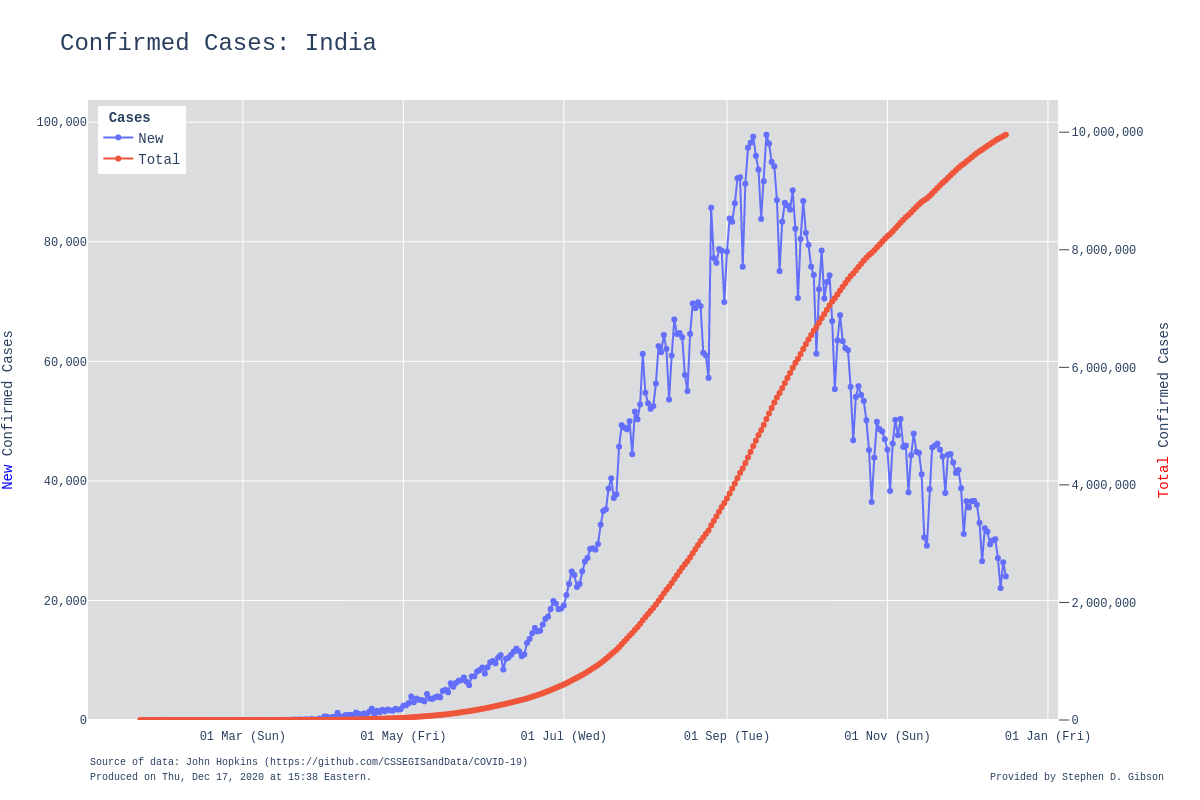 Confirmed Cases: India
Cases
New
Total
100,000
80,000
60,000
40,000
20,000
0
New Confirmed Cases
10,000,000
8,000,000
6,000,000
4,000,000
2,000,000
0
Total Confirmed Cases
01 Mar (Sun)
01 May (Fri)
01 Jul (Wed)
01 Sep (Tue)
01 Nov (Sun)
01 Jan (Fri)
Source of data: John Hopkins (https://github.com/CSSEGISandData/COVID-19)
Produced on Thu, Dec 17, 2020 at 15:38 Eastern.
Provided by Stephen D. Gibson